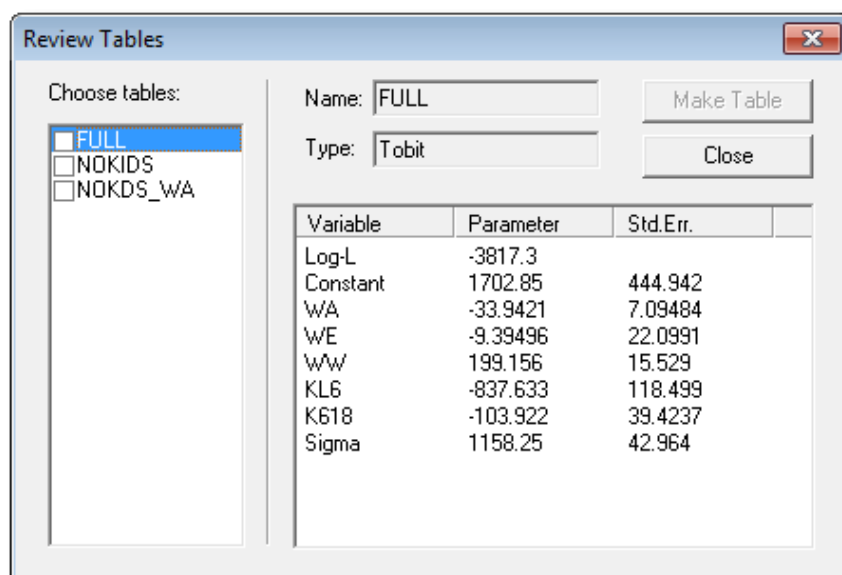 Review Tables
Choose tables:
FULL
NOKIDS
NOKDS_WA
Name: FULL
Type: Tobit
Make Table
Close
Variable Parameter Std.Err.
Log-L -3817.3
Constant 1702.85 444.942
WA -33.9421 7.09484
WE -9.39496 22.0991
WW 199.156 15.529
KL6 -837.633 118.499
K618 -103.922 39.4237
Sigma 1158.25 42.964